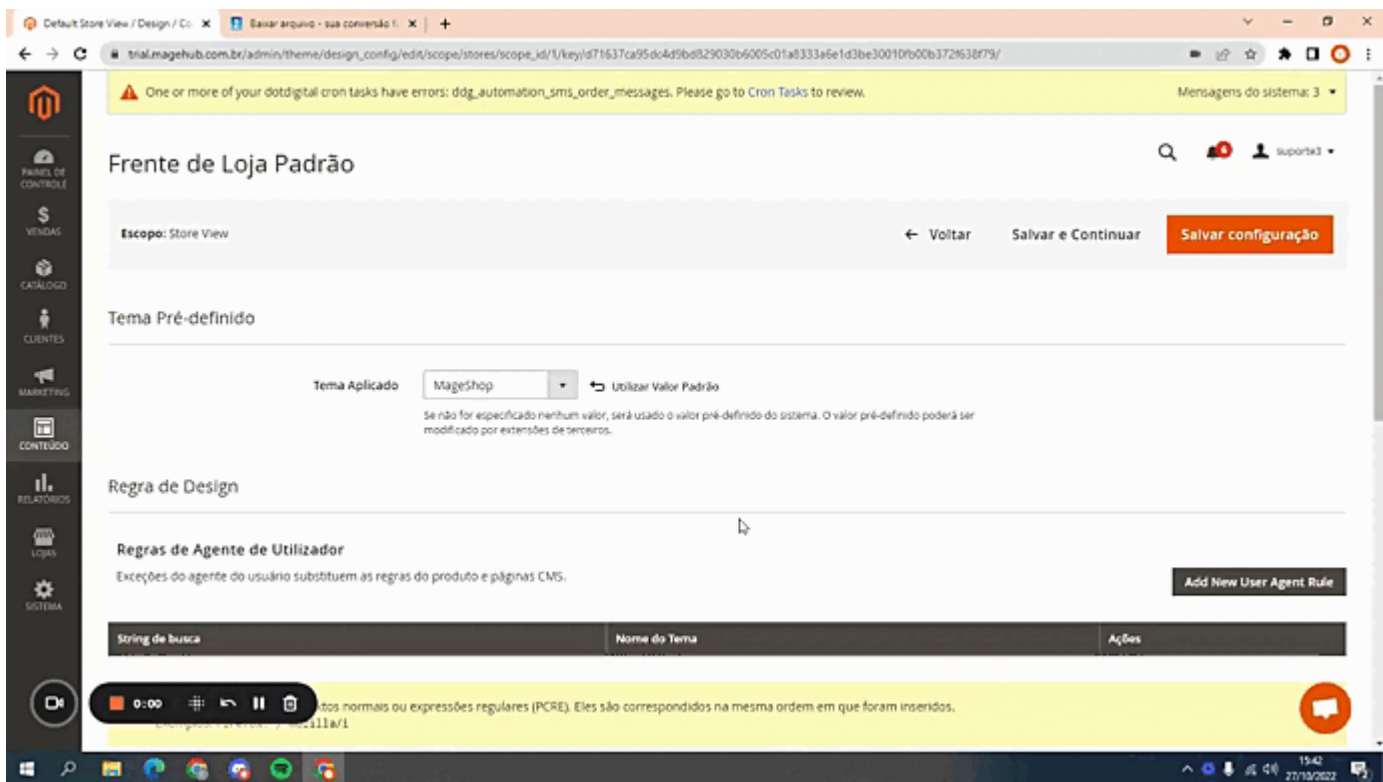 Default Store View / Design / Co
Baixar arquivo - sua conversão f
trial.magehub.com.br/admin/theme/design_config/edit/scope/stores/scope_id/1/key/
One or more of your dotdigital cron tasks have errors: ddg_automation_sms_order_messages. Please go to Cron Tasks to review.
Mensagens do sistema: 3
Frente de Loja Padrão
suporte3
PAINEL DE CONTROLE
VENDAS
CATÁLOGO
CLIENTES
MARKETING
CONTEÚDO
RELATÓRIOS
LOJAS
SISTEMA
Escopo: Store View
Voltar
Salvar e Continuar
Salvar configuração
Tema Pré-definido
Tema Aplicado
MageShop
Utilizar Valor Padrão
Se não for especificado nenhum valor, será usado o valor pré-definido do sistema. O valor pré-definido poderá ser
modificado por extensões de terceiros.
Regra de Design
Regras de Agente de Utilizador
Exceções do agente do usuário substituem as regras do produto e páginas CMS.
Add New User Agent Rule
String de busca
Nome do Tema
Ações
0:00
normais ou expressões regulares (PCRE). Eles são correspondidos na mesma ordem em que foram inseridos.
15:42
27/10/2022